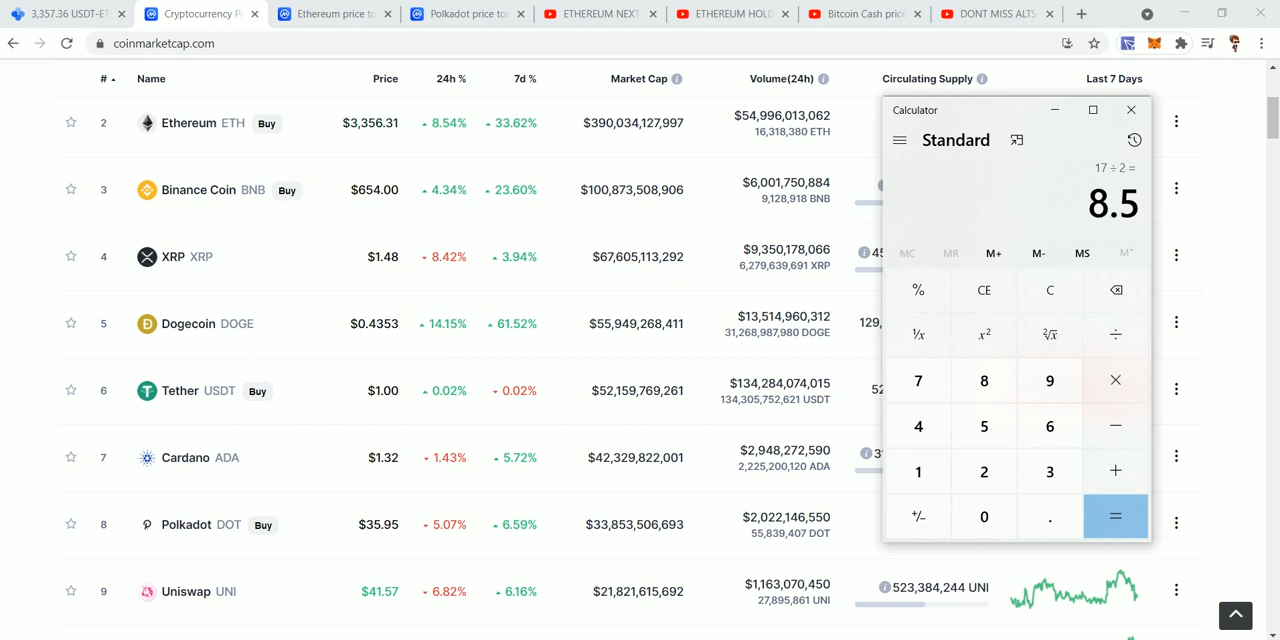 3,357.36 USDT-ET
Cryptocurrency P
Ethereum price to
Polkadot price to
ETHEREUM NEXT
ETHEREUM HOLD
Bitcoin Cash price
DONT MISS ALTS
coinmarketcap.com
# Name Price 24h % 7d % Market Cap Volume(24h) Circulating Supply Last 7 Days
2 Ethereum ETH Buy $3,356.31 8.54% 33.62% $390,034,127,997 $54,996,013,062
16,318,380 ETH
3 Binance Coin BNB Buy $654.00 4.34% 23.60% $100,873,508,906 $6,001,750,884
9,128,918 BNB
4 XRP XRP $1.48 8.42% 3.94% $67,605,113,292 $9,350,178,066 45
6,279,639,691 XRP
5 Dogecoin DOGE $0.4353 14.15% 61.52% $55,949,268,411 $13,514,960,312 129,
31,268,987,980 DOGE
6 Tether USDT Buy $1.00 0.02% 0.02% $52,159,769,261 $134,284,074,015 52
134,305,752,621 USDT
7 Cardano ADA $1.32 1.43% 5.72% $42,329,822,001 $2,948,272,590
2,225,200,120 ADA
8 Polkadot DOT Buy $35.95 5.07% 6.59% $33,853,506,693 $2,022,146,550
55,839,407 DOT
9 Uniswap UNI $41.57 6.82% 6.16% $21,821,615,692 $1,163,070,450 523,384,244 UNI
27,895,861 UNI
Calculator
Standard
17 ÷ 2 =
8.5
MC MR M+ M- MS M˅
% CE C
¹/x x² ²√x ÷
7 8 9 ×
4 5 6 −
1 2 3 +
+/− 0 . =